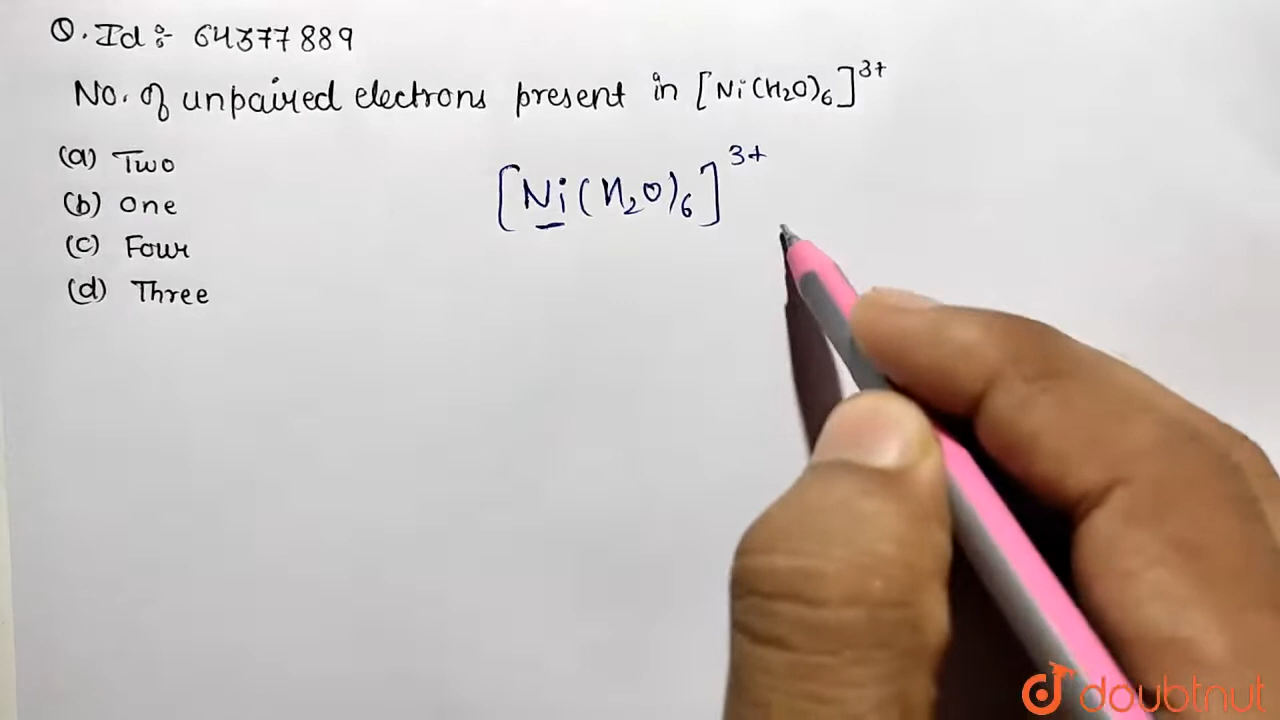 Q. Id :- 64377889
No. of unpaired electrons present in [Ni(H₂O)₆]³⁺
(a) Two
(b) One
(c) Four
(d) Three
[Ni(H₂O)₆]³⁺
doubtnut